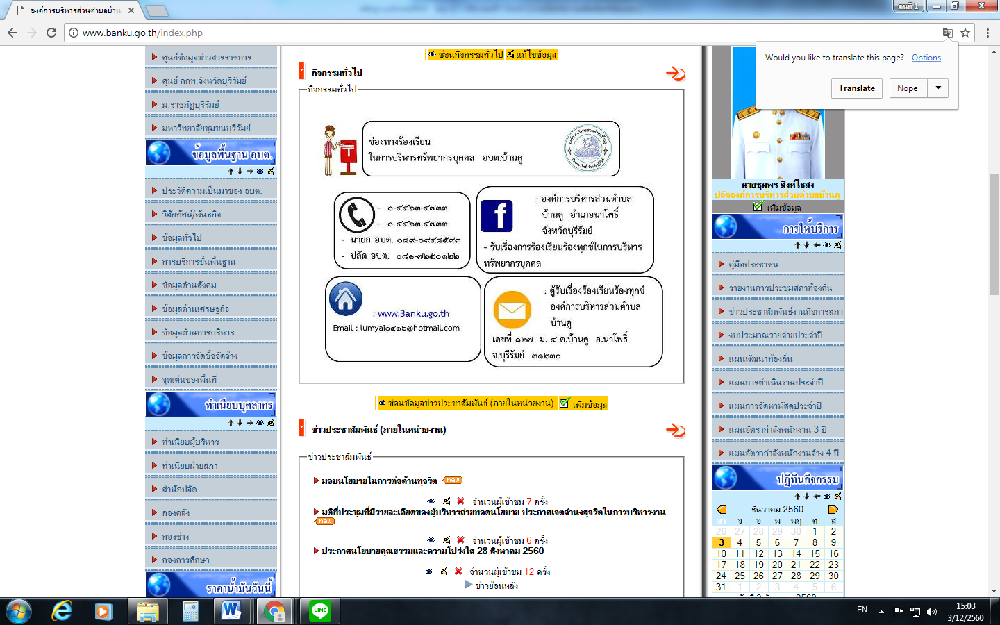 องค์การบริหารส่วนตำบลบ้าน
คนที่ 1
www.banku.go.th/index.php
Would you like to translate this page? Options
Translate
Nope
ศูนย์ข้อมูลข่าวสารราชการ
ศูนย์ กกท.จังหวัดบุรีรัมย์
ม.ราชภัฏบุรีรัมย์
มหาวิทยาลัยชุมชนบุรีรัมย์
ข้อมูลพื้นฐาน อบต.
ประวัติความเป็นมาของ อบต.
วิสัยทัศน์/พันธกิจ
ข้อมูลทั่วไป
การบริการขั้นพื้นฐาน
ข้อมูลด้านสังคม
ข้อมูลด้านเศรษฐกิจ
ข้อมูลด้านการบริหาร
ข้อมูลการจัดซื้อจัดจ้าง
จุดเด่นของพื้นที่
ทำเนียบบุคลากร
ทำเนียบผู้บริหาร
ทำเนียบฝ่ายสภา
สำนักปลัด
กองคลัง
กองช่าง
กองการศึกษา
ราคาน้ำมันวันนี้
ซ่อนกิจกรรมทั่วไป แก้ไขข้อมูล
กิจกรรมทั่วไป
กิจกรรมทั่วไป
ช่องทางร้องเรียน
ในการบริหารทรัพยากรบุคคล อบต.บ้านคู
- ๐-๔๔๖๓-๔๗๓๓
- ๐-๔๔๖๓-๔๗๓๓
- นายก อบต. ๐๘๙-๐๙๔๘๕๙๓
- ปลัด อบต. ๐๘๑-๗๒๕๐๑๒๒
: องค์การบริหารส่วนตำบล
บ้านคู อำเภอนาโพธิ์
จังหวัดบุรีรัมย์
- รับเรื่องการร้องเรียนร้องทุกข์ในการบริหาร
ทรัพยากรบุคคล
: www.Banku.go.th
Email : lumyai๐๔๑๖@hotmail.com
: ตู้รับเรื่องร้องเรียนร้องทุกข์
องค์การบริหารส่วนตำบล
บ้านคู
เลขที่ ๑๒๗ ม. ๔ ต.บ้านคู อ.นาโพธิ์
จ.บุรีรัมย์ ๓๑๒๓๐
ซ่อนข้อมูลข่าวประชาสัมพันธ์ (ภายในหน่วยงาน) เพิ่มข้อมูล
ข่าวประชาสัมพันธ์ (ภายในหน่วยงาน)
ข่าวประชาสัมพันธ์
มอบนโยบายในการต่อต้านทุจริต new
จำนวนผู้เข้าชม 7 ครั้ง
มติที่ประชุมที่มีรายละเอียดของผู้บริหารถ่ายทอดนโยบาย ประกาศเจตจำนงสุจริตในการบริหารงาน
new
จำนวนผู้เข้าชม 6 ครั้ง
ประกาศนโยบายคุณธรรมและความโปร่งใส 28 สิงหาคม 2560
จำนวนผู้เข้าชม 12 ครั้ง
ข่าวย้อนหลัง
นายชุมพร สิงห์ไธสง
ปลัดองค์การบริหารส่วนตำบลบ้านคู
เพิ่มข้อมูล
การให้บริการ
คู่มือประชาชน
รายงานการประชุมสภาท้องถิ่น
ข่าวประชาสัมพันธ์งานกิจการสภา
งบประมาณรายจ่ายประจำปี
แผนพัฒนาท้องถิ่น
แผนการดำเนินงานประจำปี
แผนการจัดหาพัสดุประจำปี
แผนอัตรากำลังพนักงาน 3 ปี
แผนอัตรากำลังพนักงานจ้าง 4 ปี
ปฏิทินกิจกรรม
ธันวาคม 2560
อา จ อ พ พฤ ศ ส
26 27 28 29 30 1 2
3 4 5 6 7 8 9
10 11 12 13 14 15 16
17 18 19 20 21 22 23
24 25 26 27 28 29 30
31 1 2 3 4 5 6
วันที่ 3 ธันวาคม 2560
EN
15:03
3/12/2560